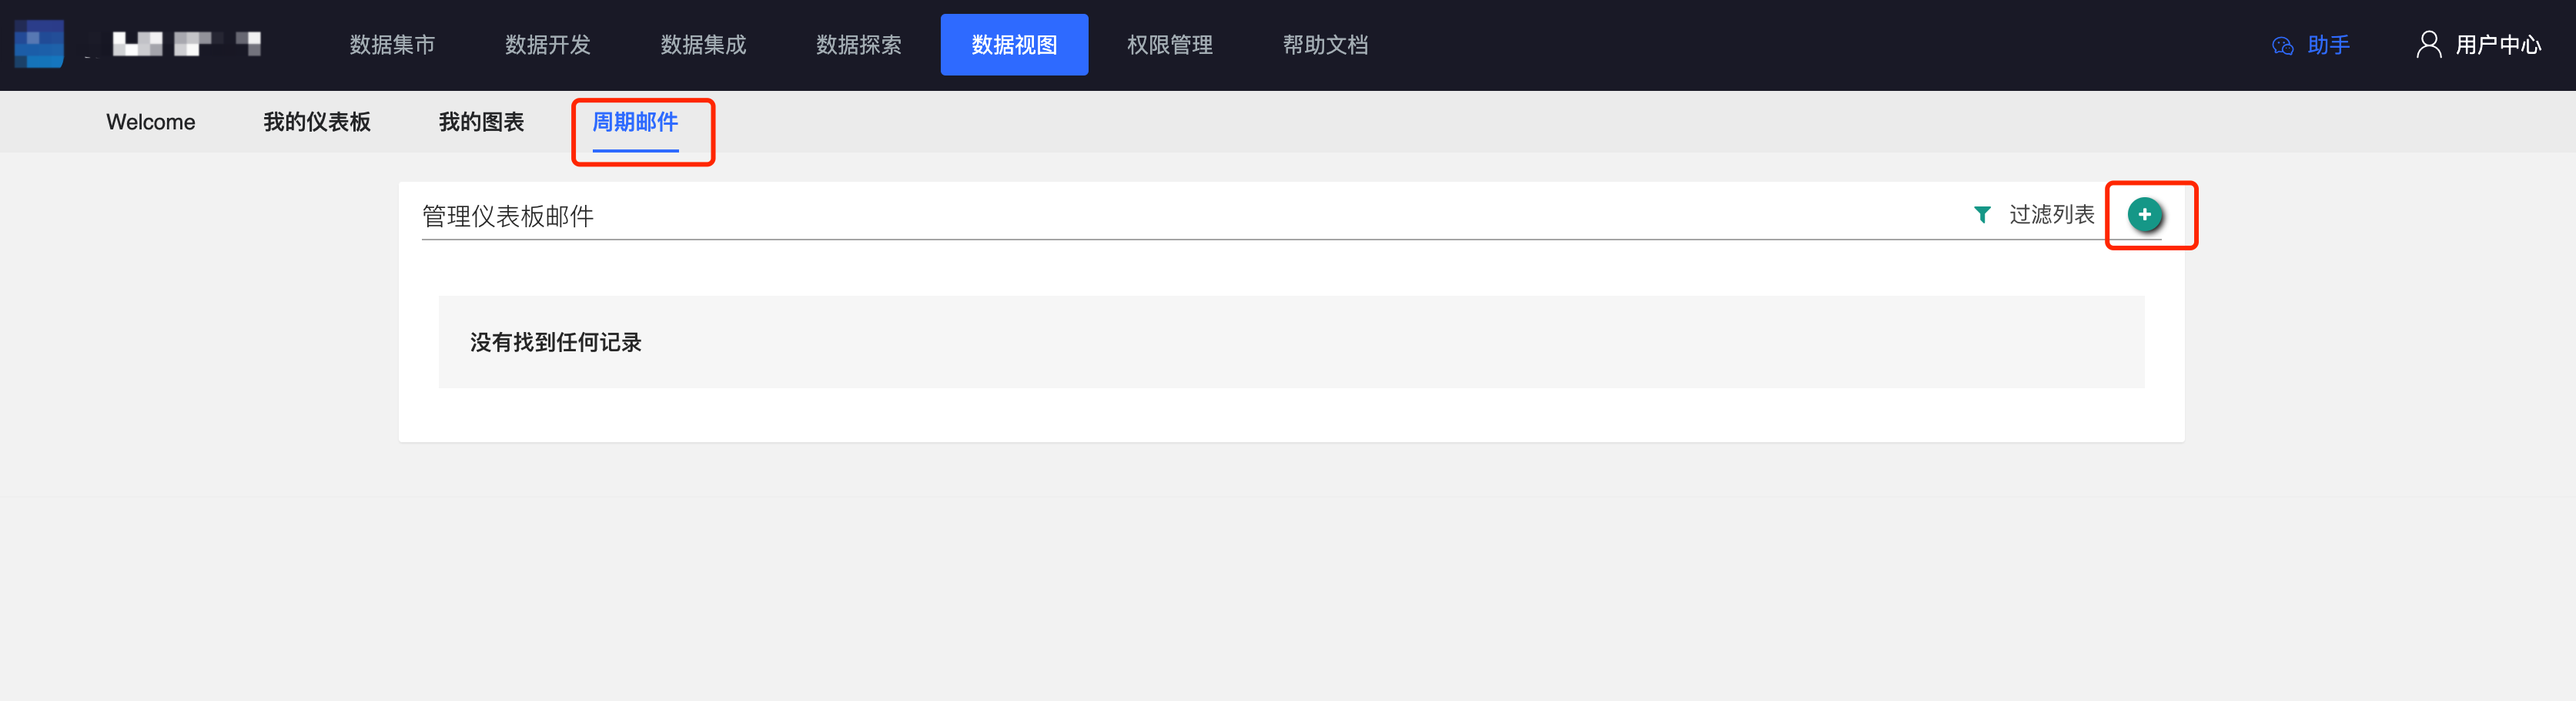 数据集市 数据开发 数据集成 数据探索 数据视图 权限管理 帮助文档 助手 用户中心
Welcome 我的仪表板 我的图表 周期邮件
管理仪表板邮件 过滤列表
没有找到任何记录